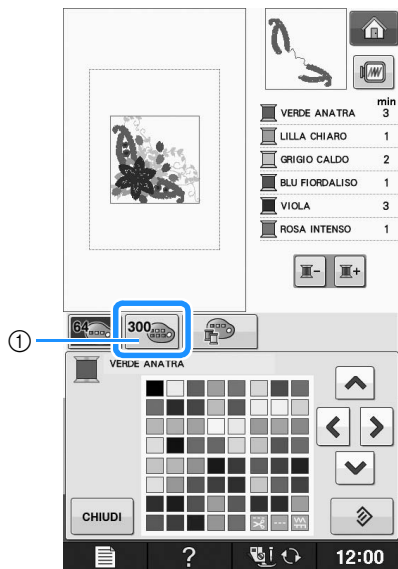 min
VERDE ANATRA 3
LILLA CHIARO 1
GRIGIO CALDO 2
BLU FIORDALISO 1
VIOLA 3
ROSA INTENSO 1
- +
64 300
①
VERDE ANATRA
CHIUDI
? 12:00